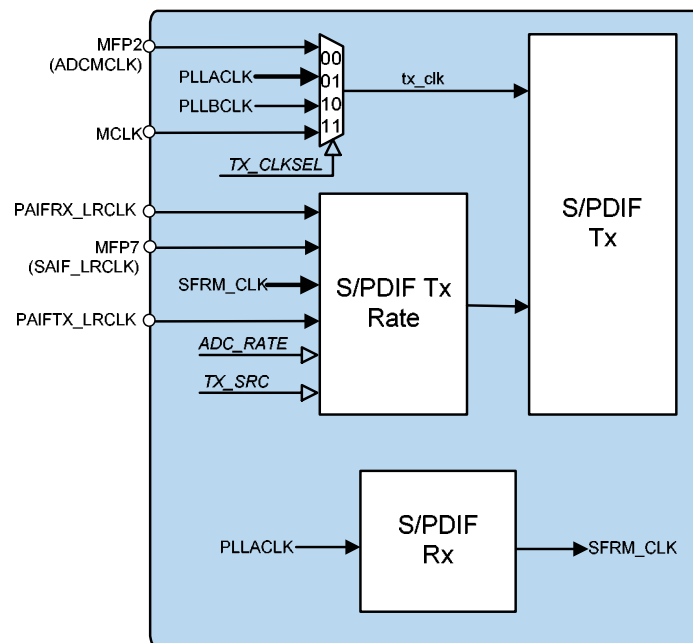 MFP2
(ADCMCLK)
PLLACLK
PLLBCLK
MCLK
00
01
10
11
tx_clk
TX_CLKSEL
S/PDIF
Tx
PAIFRX_LRCLK
MFP7
(SAIF_LRCLK)
SFRM_CLK
PAIFTX_LRCLK
ADC_RATE
TX_SRC
S/PDIF Tx
Rate
PLLACLK
S/PDIF
Rx
SFRM_CLK